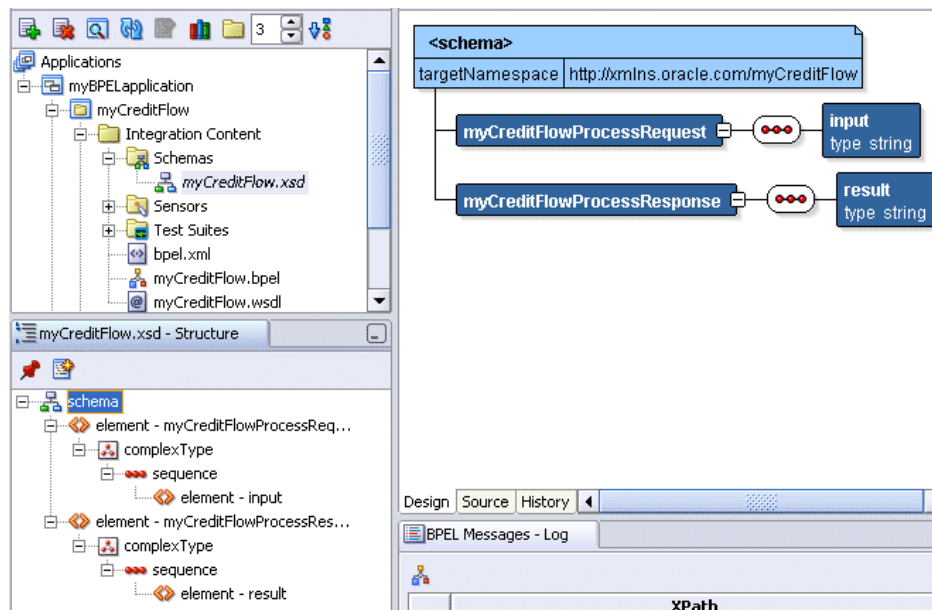 3
Applications
myBPELapplication
myCreditFlow
Integration Content
Schemas
myCreditFlow.xsd
Sensors
Test Suites
bpel.xml
myCreditFlow.bpel
myCreditFlow.wsdl
myCreditFlow.xsd - Structure
schema
element - myCreditFlowProcessReq...
complexType
sequence
element - input
element - myCreditFlowProcessRes...
complexType
sequence
element - result
<schema>
targetNamespace http://xmlns.oracle.com/myCreditFlow
myCreditFlowProcessRequest
input
type string
myCreditFlowProcessResponse
result
type string
Design Source History
BPEL Messages - Log
XPath